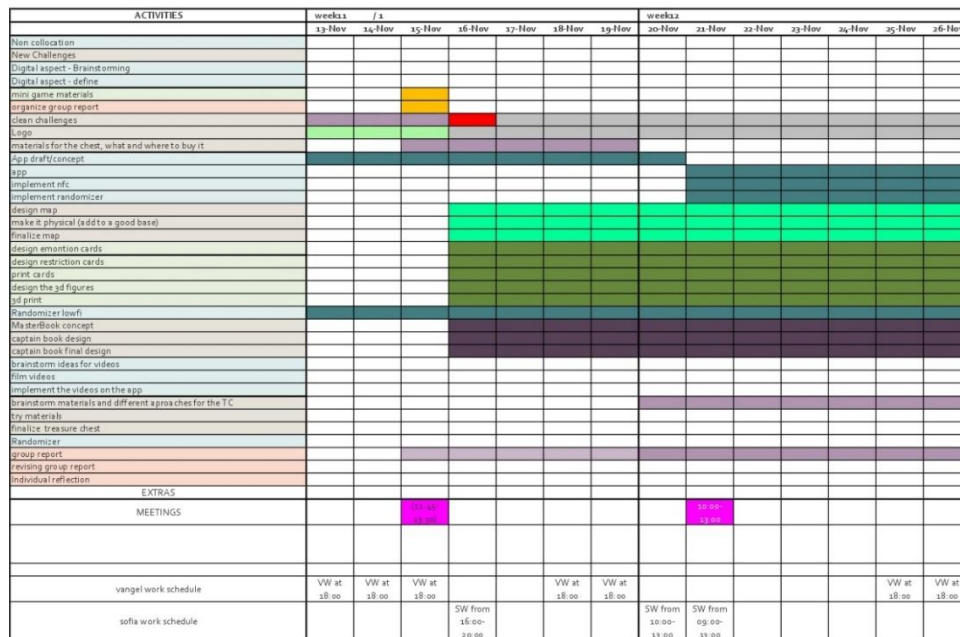 ACTIVITIES week11 / 1 week12
13-Nov 14-Nov 15-Nov 16-Nov 17-Nov 18-Nov 19-Nov 20-Nov 21-Nov 22-Nov 23-Nov 24-Nov 25-Nov 26-Nov
Non collocation
New Challenges
Digital aspect - Brainstorming
Digital aspect - define
mini game materials
organize group report
clean challenges
Logo
materials for the chest, what and where to buy it
App draft/concept
app
implement nfc
implement randomizer
design map
make it physical (add to a good base)
finalize map
design emontion cards
design restriction cards
print cards
design the 3d figures
3d print
Randomizer lowfi
MasterBook concept
captain book design
captain book final design
brainstorm ideas for videos
film videos
implement the videos on the app
brainstorm materials and different aproaches for the TC
try materials
finalize treasure chest
Randomizer
group report
revising group report
Individual reflection
EXTRAS
MEETINGS
10:00-
13:00
vangel work schedule
VW at VW at VW at VW at VW at VW at VW at
18:00 18:00 18:00 18:00 18:00 18:00 18:00
sofia work schedule
SW from SW from SW from
16:00- 10:00- 09:00-
20:00 13:00 13:00